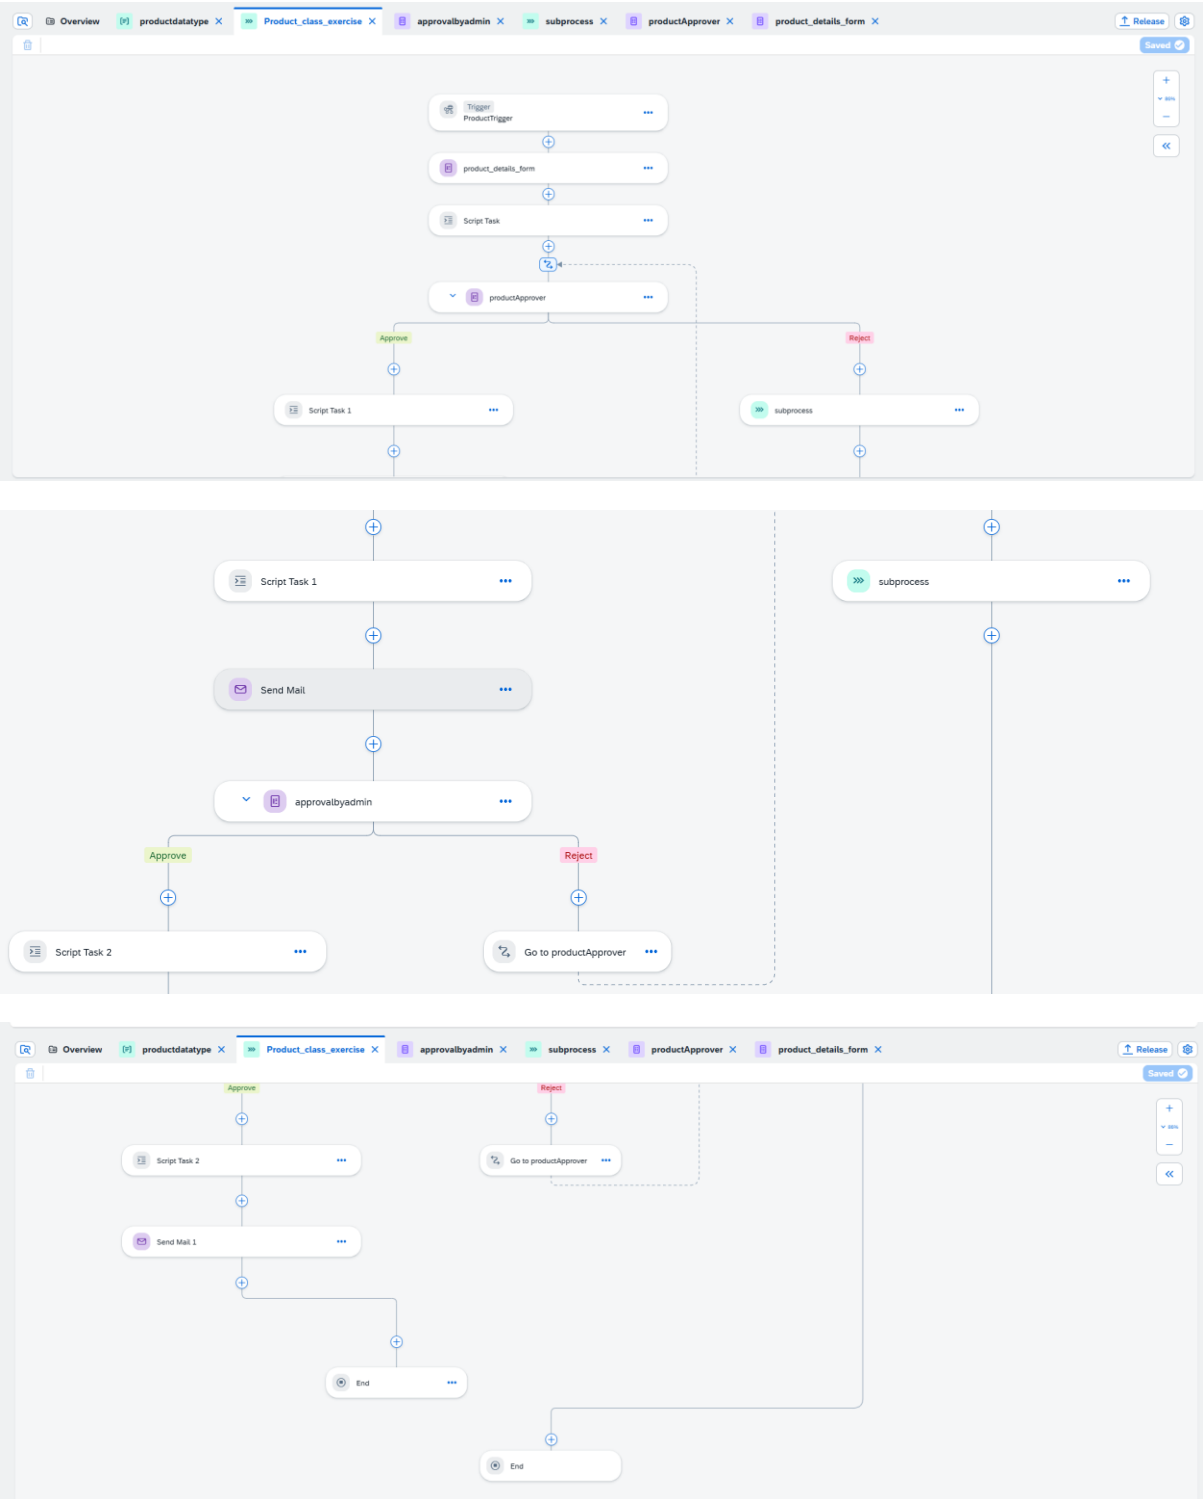 Overview productdatatype Product_class_exercise approvalbyadmin subprocess productApprover product_details_form Release
Saved
Trigger
ProductTrigger
product_details_form
Script Task
productApprover
Approve Reject
Script Task 1 subprocess
Script Task 1 subprocess
Send Mail
approvalbyadmin
Approve Reject
Script Task 2 Go to productApprover
Overview productdatatype Product_class_exercise approvalbyadmin subprocess productApprover product_details_form Release
Saved
Approve Reject
Script Task 2 Go to productApprover
Send Mail 1
End
End